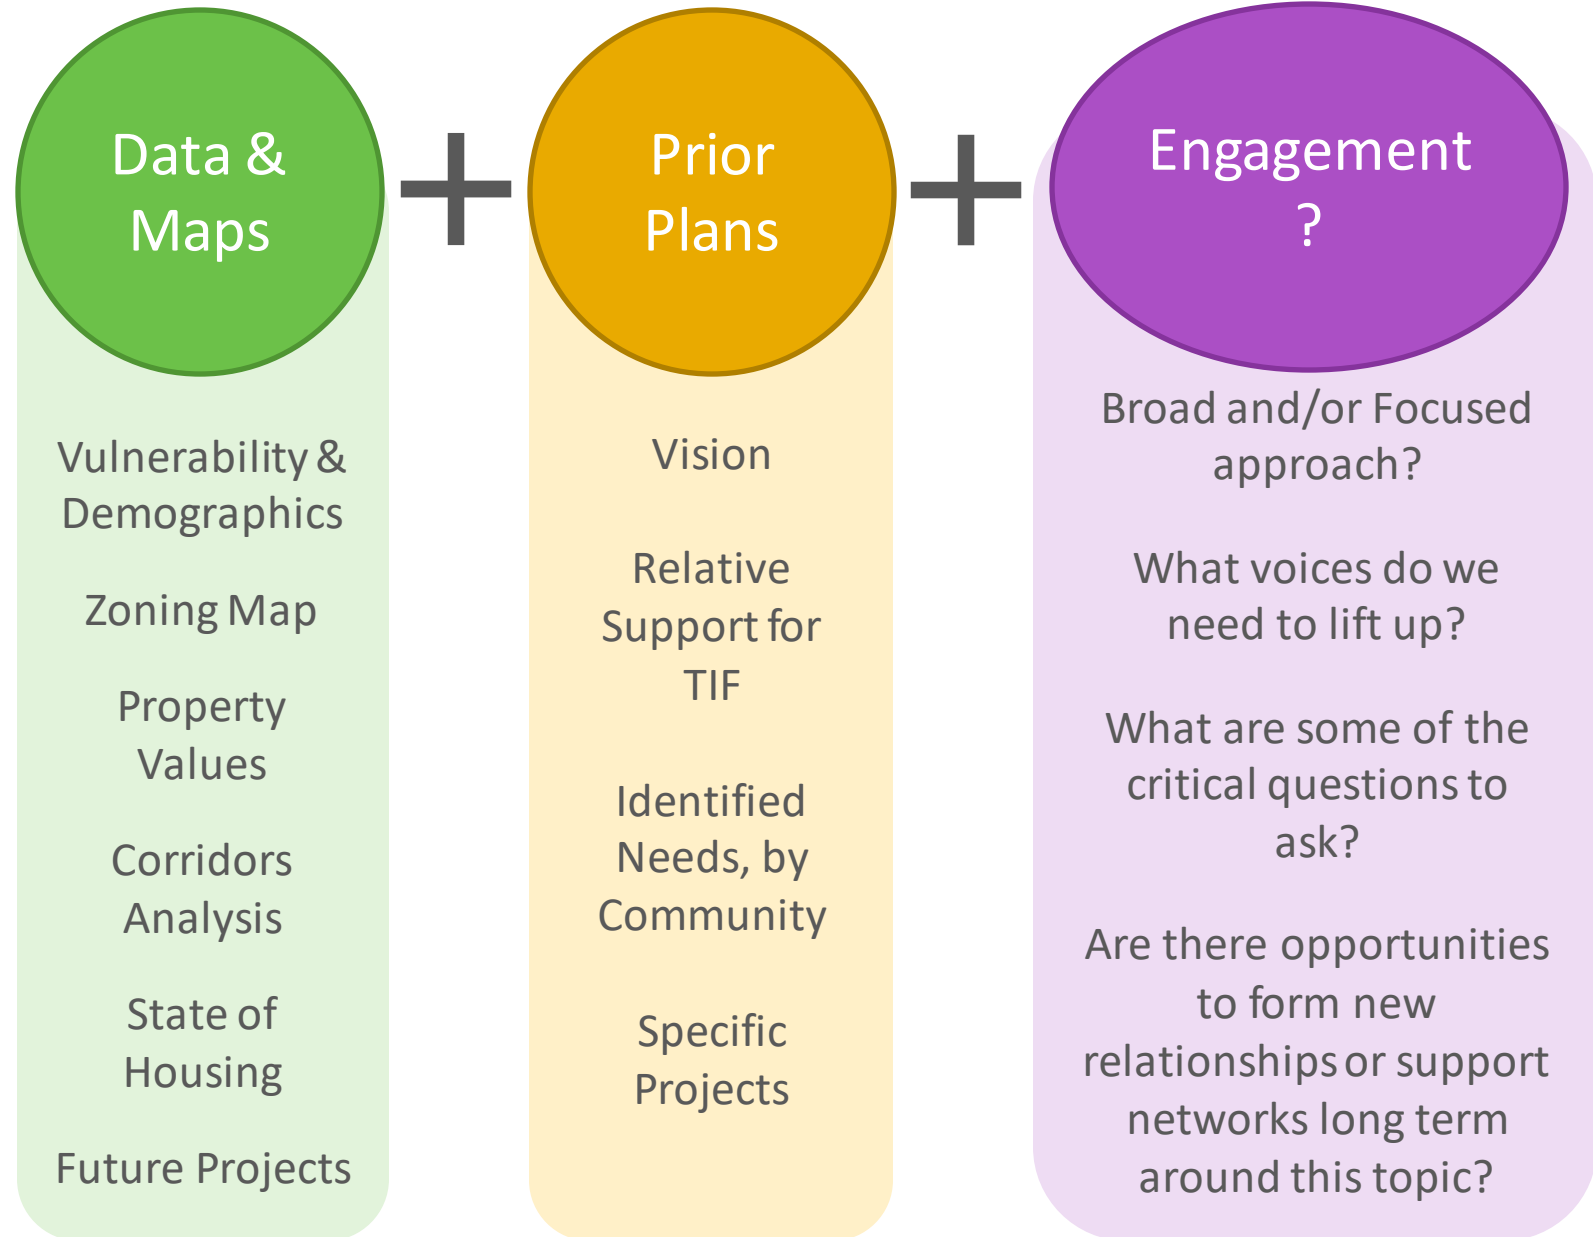 Data &
Maps
Vulnerability &
Demographics
Zoning Map
Property
Values
Corridors
Analysis
State of
Housing
Future Projects
+
Prior
Plans
Vision
Relative
Support for
TIF
Identified
Needs, by
Community
Specific
Projects
+
Engagement
?
Broad and/or Focused
approach?
What voices do we
need to lift up?
What are some of the
critical questions to
ask?
Are there opportunities
to form new
relationships or support
networks long term
around this topic?